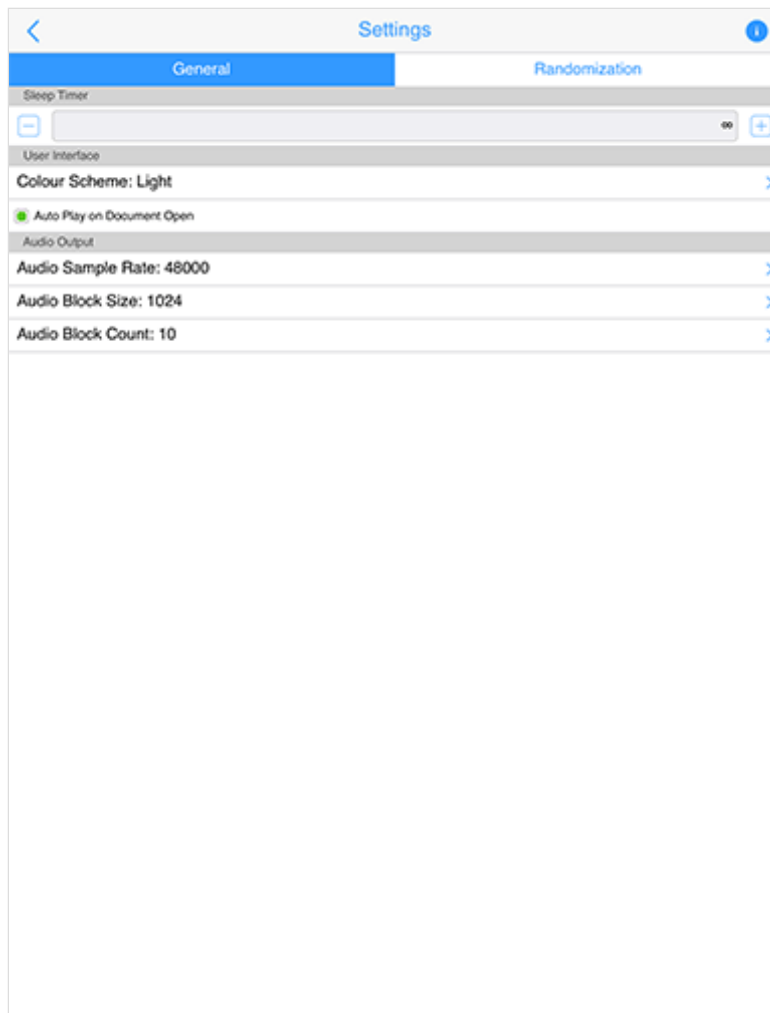 Settings
General
Randomization
Sleep Timer
∞
User Interface
Colour Scheme: Light
Auto Play on Document Open
Audio Output
Audio Sample Rate: 48000
Audio Block Size: 1024
Audio Block Count: 10